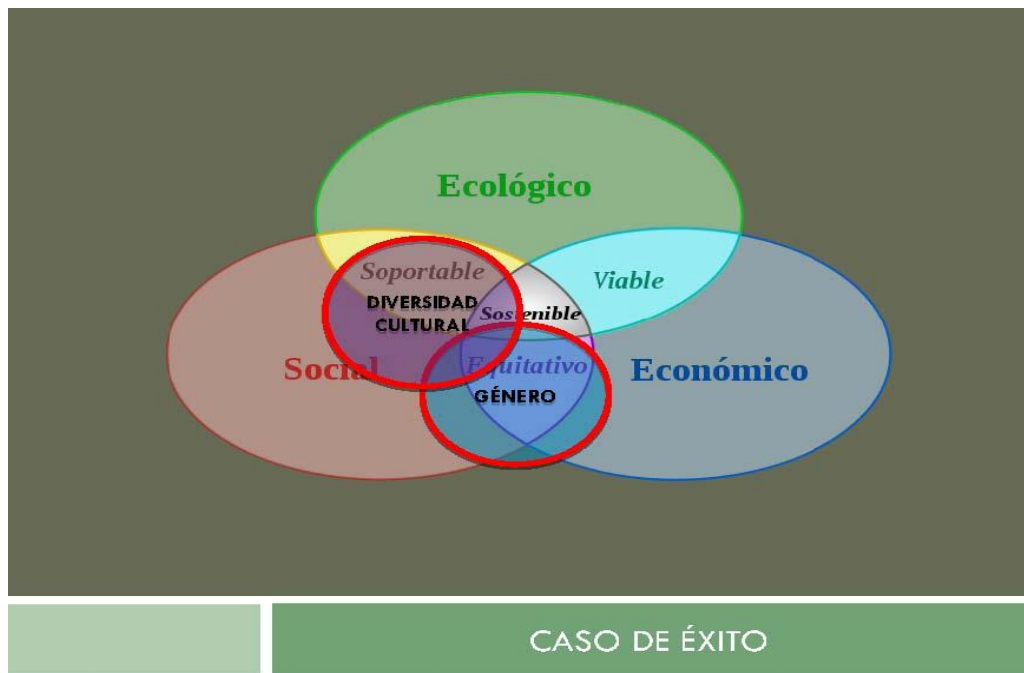 Ecológico
Soportable
Viable
DIVERSIDAD
CULTURAL
Sostenible
Social
Equitativo
Económico
GÉNERO
CASO DE ÉXITO